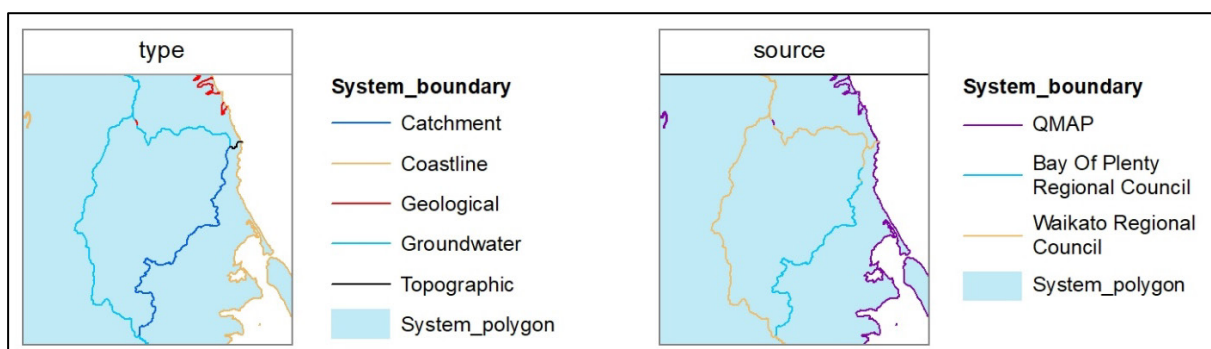 type
System_boundary
Catchment
Coastline
Geological
Groundwater
Topographic
System_polygon
source
System_boundary
QMAP
Bay Of Plenty
Regional Council
Waikato Regional
Council
System_polygon